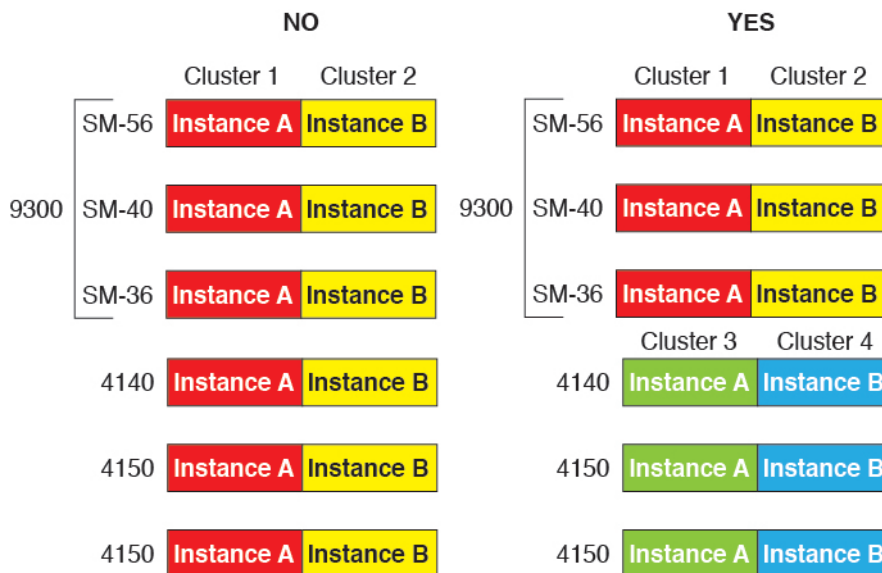 NO YES
Cluster 1 Cluster 2 Cluster 1 Cluster 2
SM-56 Instance A Instance B SM-56 Instance A Instance B
9300 SM-40 Instance A Instance B 9300 SM-40 Instance A Instance B
SM-36 Instance A Instance B SM-36 Instance A Instance B
Cluster 3 Cluster 4
4140 Instance A Instance B 4140 Instance A Instance B
4150 Instance A Instance B 4150 Instance A Instance B
4150 Instance A Instance B 4150 Instance A Instance B